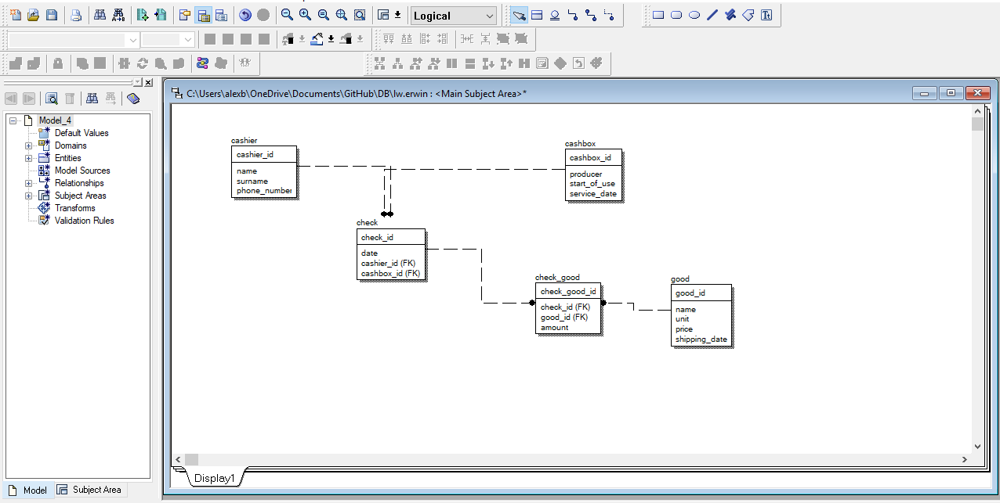 Logical
Tt
A→B
C:\Users\alexb\OneDrive\Documents\GitHub\DB\lw.erwin : <Main Subject Area>*
Model_4
Default Values
Domains
Entities
Model Sources
Relationships
Subject Areas
Transforms
Validation Rules
cashier
cashier_id
name
surname
phone_number
cashbox
cashbox_id
producer
start_of_use
service_date
check
check_id
date
cashier_id (FK)
cashbox_id (FK)
check_good
check_good_id
check_id (FK)
good_id (FK)
amount
good
good_id
name
unit
price
shipping_date
Display1
Model
Subject Area